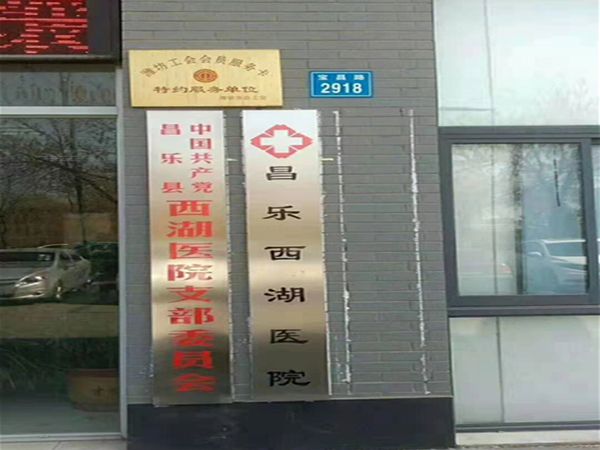 潍坊工会会员服务卡
特约服务单位
宝昌路
2918
中国共产党
昌乐县
西湖医院支部委员会
昌乐西湖医院